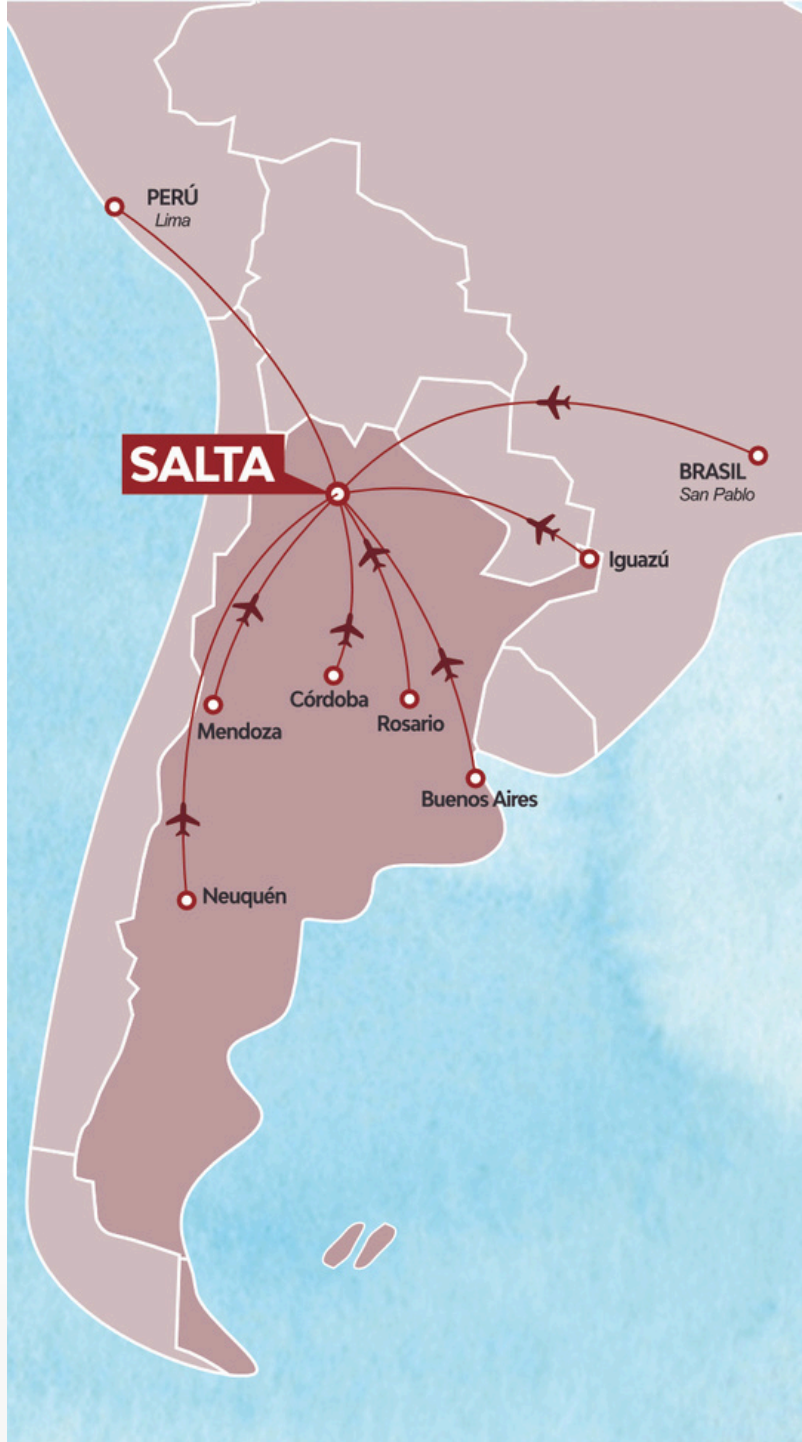 PERÚ
Lima
SALTA
BRASIL
San Pablo
Iguazú
Córdoba
Rosario
Mendoza
Buenos Aires
Neuquén